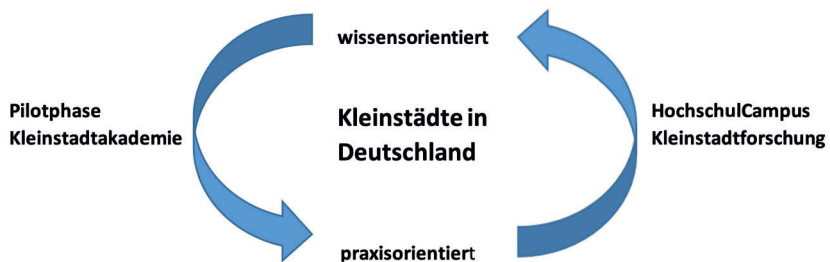 wissensorientiert
Pilotphase
Kleinstadtakademie
Kleinstädte in
Deutschland
HochschulCampus
Kleinstadtforschung
praxisorientiert